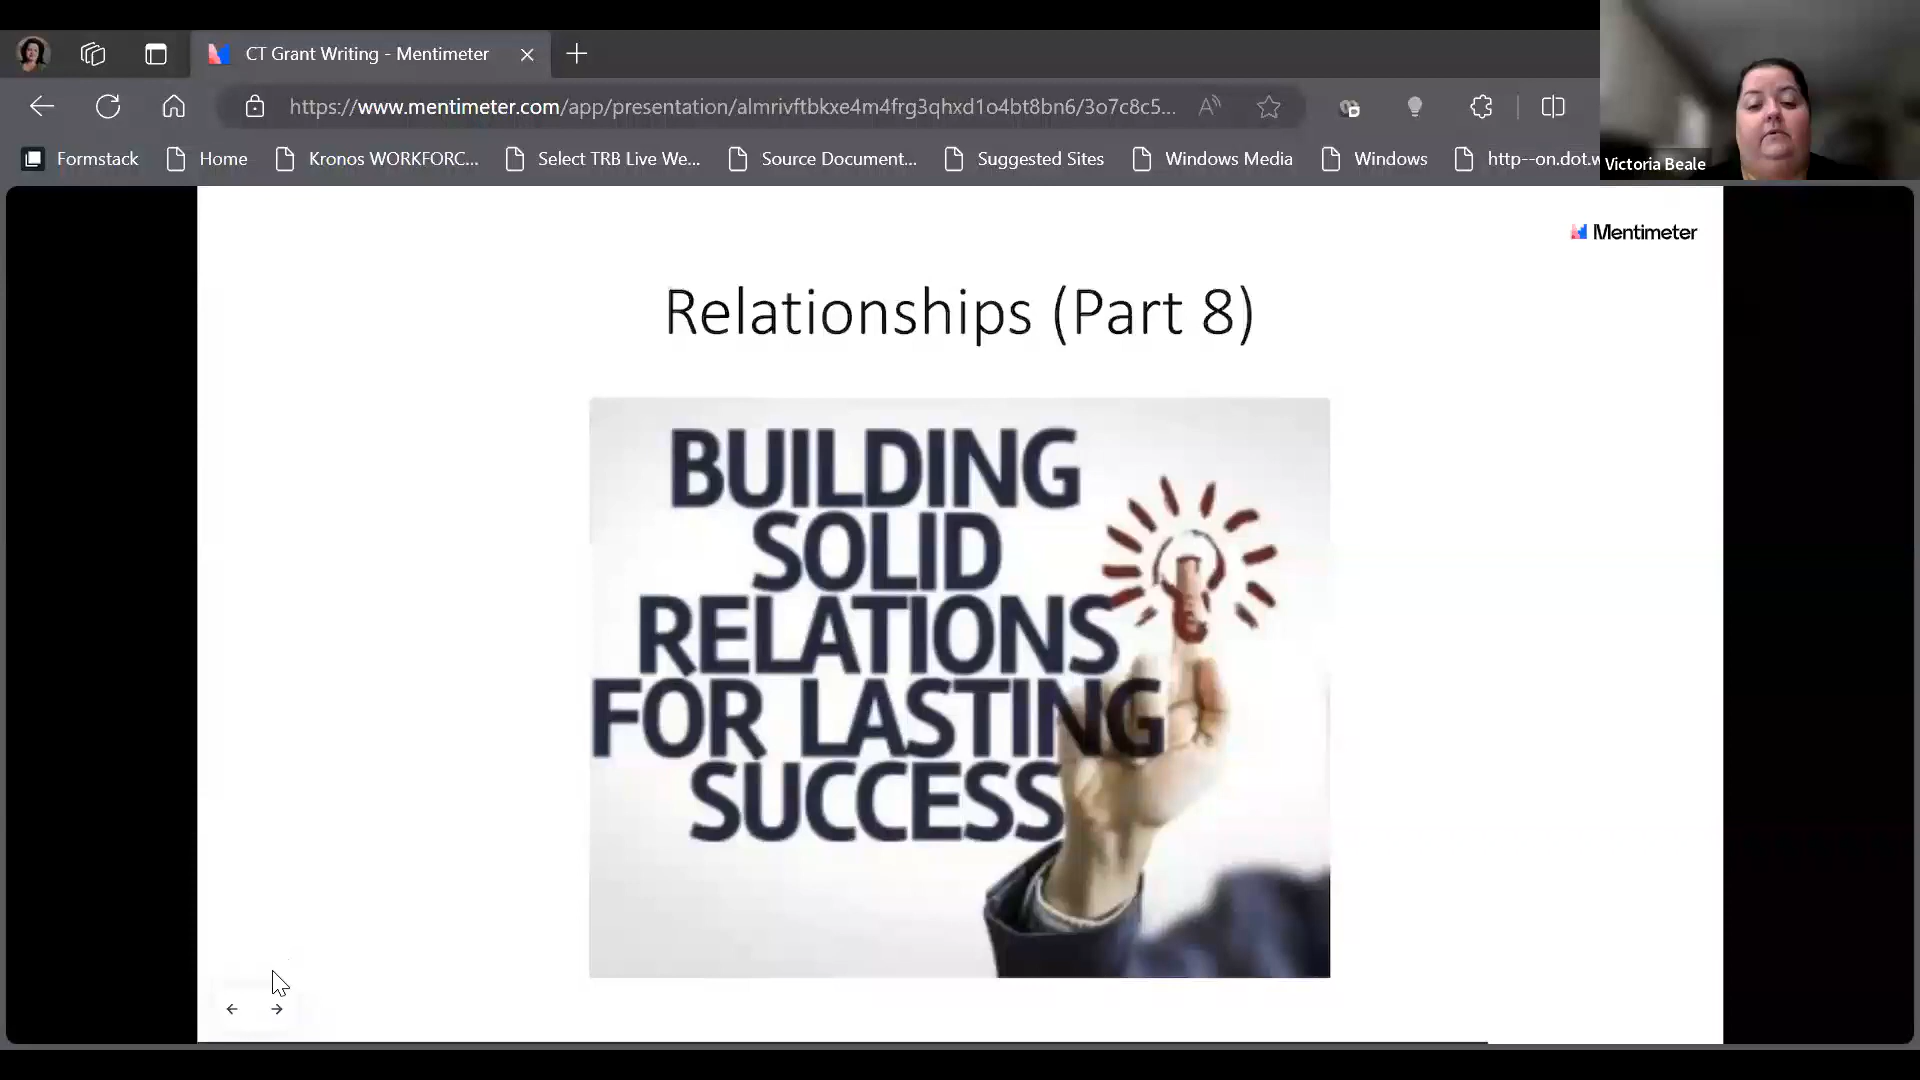 CT Grant Writing - Mentimeter
https://www.mentimeter.com/app/presentation/almrivftbkxe4m4frg3qhxd1o4bt8bn6/3o7c8c5...
Formstack
Home
Kronos WORKFORC...
Select TRB Live We...
Source Document...
Suggested Sites
Windows Media
Windows
http--on.dot.w
Victoria Beale
Mentimeter
Relationships (Part 8)
BUILDING
SOLID
RELATIONS
FOR LASTING
SUCCESS